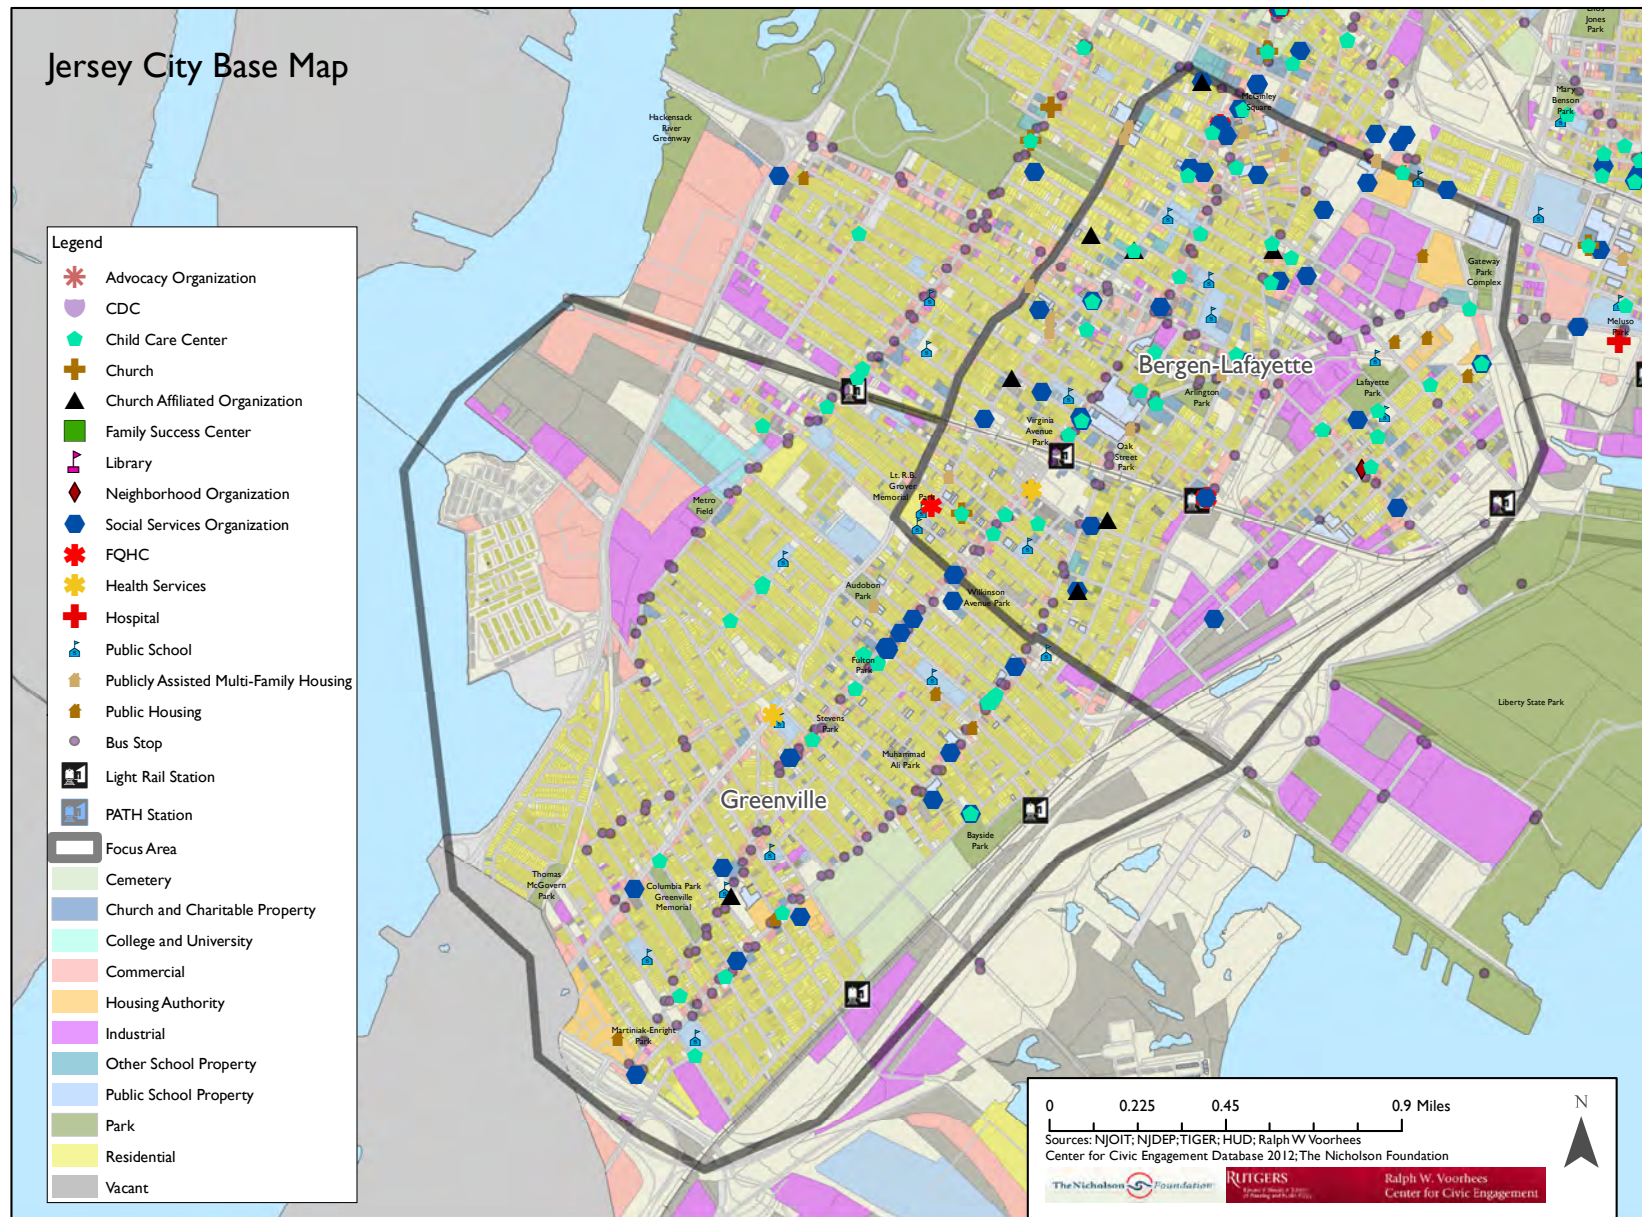 Jersey City Base Map
Legend
Advocacy Organization
CDC
Child Care Center
Church
Church Affiliated Organization
Family Success Center
Library
Neighborhood Organization
Social Services Organization
FQHC
Health Services
Hospital
Public School
Publicly Assisted Multi-Family Housing
Public Housing
Bus Stop
Light Rail Station
PATH Station
Focus Area
Cemetery
Church and Charitable Property
College and University
Commercial
Housing Authority
Industrial
Other School Property
Public School Property
Park
Residential
Vacant
Hackensack
River
Greenway
McGinley
Square
Jones
Park
Mary
Benson
Park
Gateway
Park
Complex
Meluso
Park
Bergen-Lafayette
Arlington
Park
Lafayette
Park
Virginia
Avenue
Park
Oak
Street
Park
Lt. R.B.
Grover
Memorial Park
Metro
Field
Audobon
Park
Wilkinson
Avenue Park
Fulton
Park
Stevens
Park
Muhammad
Ali Park
Liberty State Park
Greenville
Bayside
Park
Thomas
McGovern
Park
Columbia Park
Greenville
Memorial
Martiniak-Enright
Park
0 0.225 0.45 0.9 Miles
N
Sources: NJOIT; NJDEP; TIGER; HUD; Ralph W Voorhees
Center for Civic Engagement Database 2012; The Nicholson Foundation
The Nicholson Foundation
RUTGERS
Ralph W. Voorhees
Center for Civic Engagement